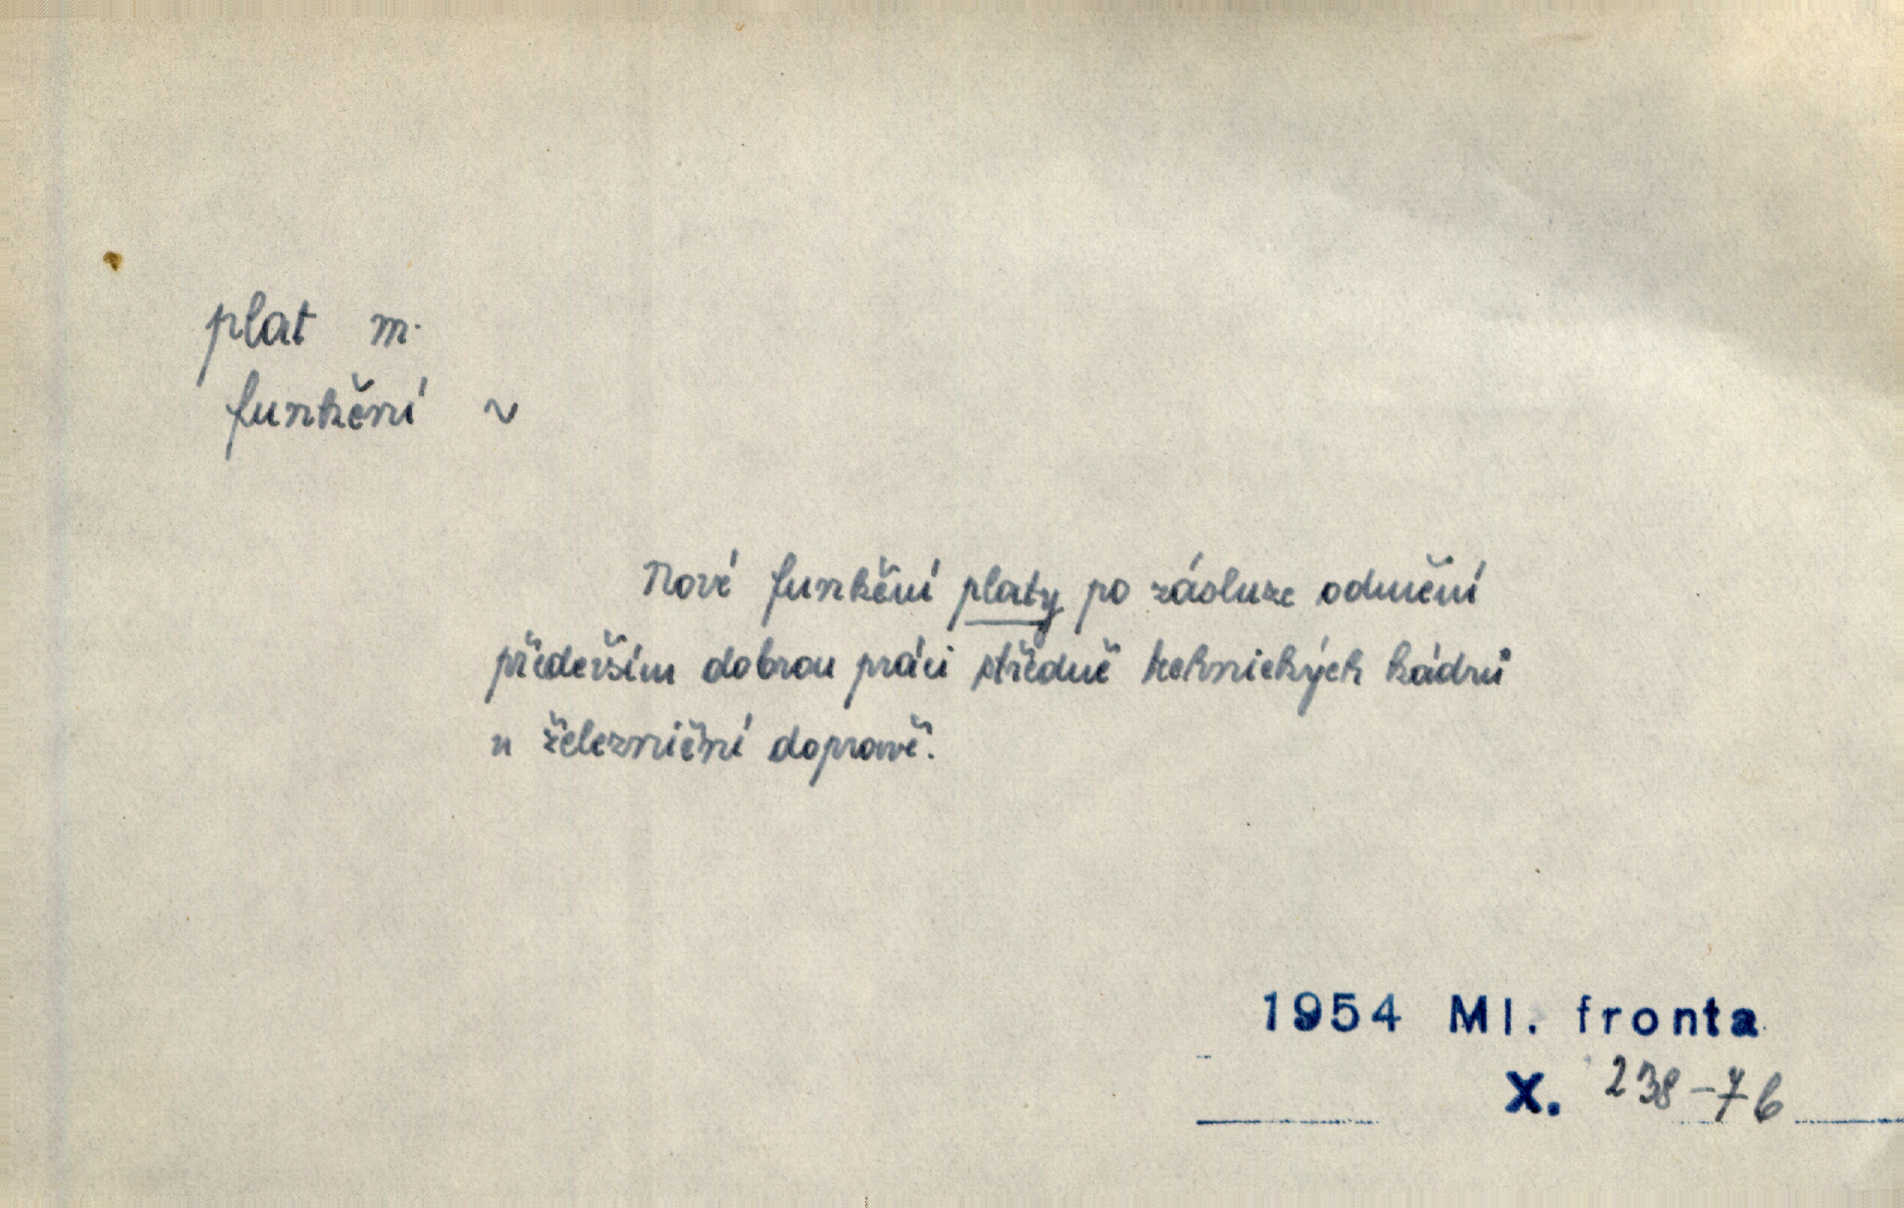 plat m.
funkční ~
Nové funkční platy po zásluze odmění
především dobrou práci středně technických kádrů
u železniční dopravě.
1954 Ml. fronta
X. 238-7b